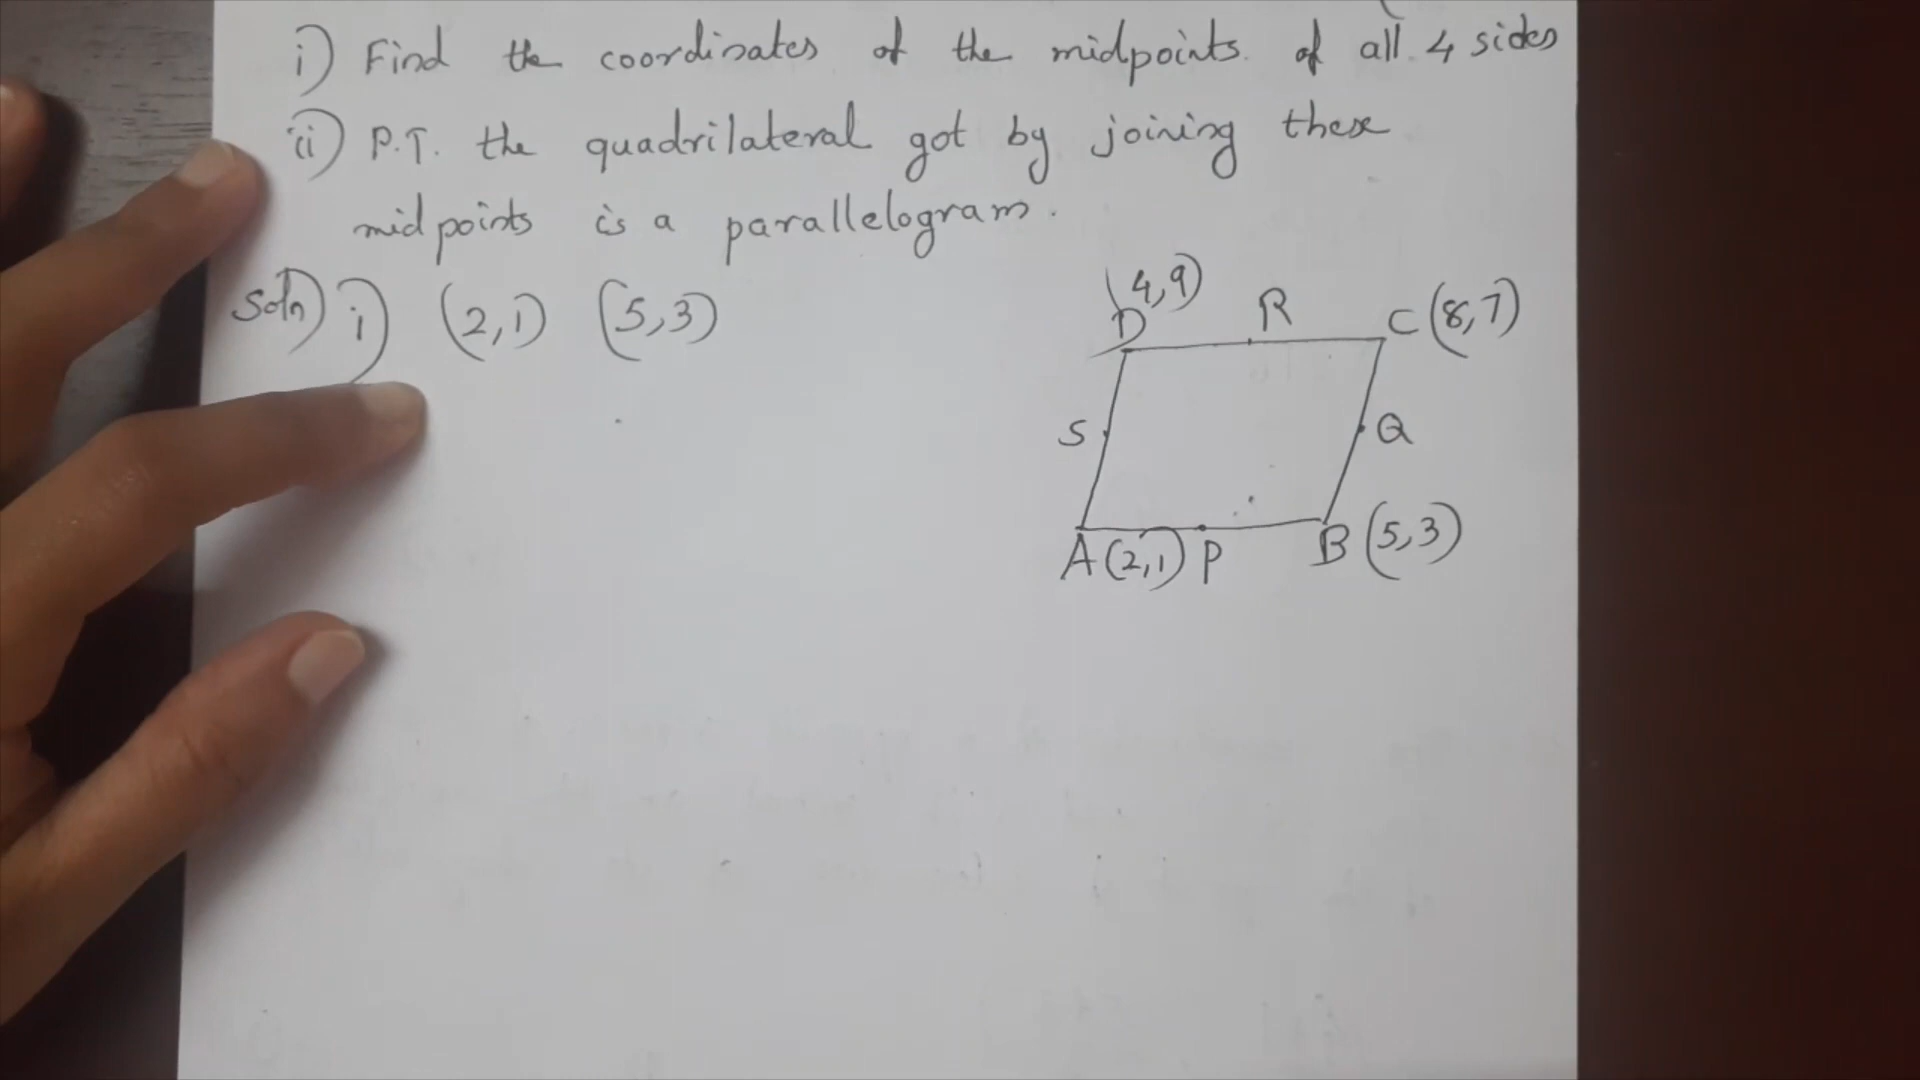 i) Find the coordinates of the midpoints of all 4 sides
ii) P.T. the quadrilateral got by joining these
midpoints is a parallelogram.
Soln) i) (2,1) (5,3)
(4,9)
D R C (8,7)
S Q
A (2,1) P B (5,3)